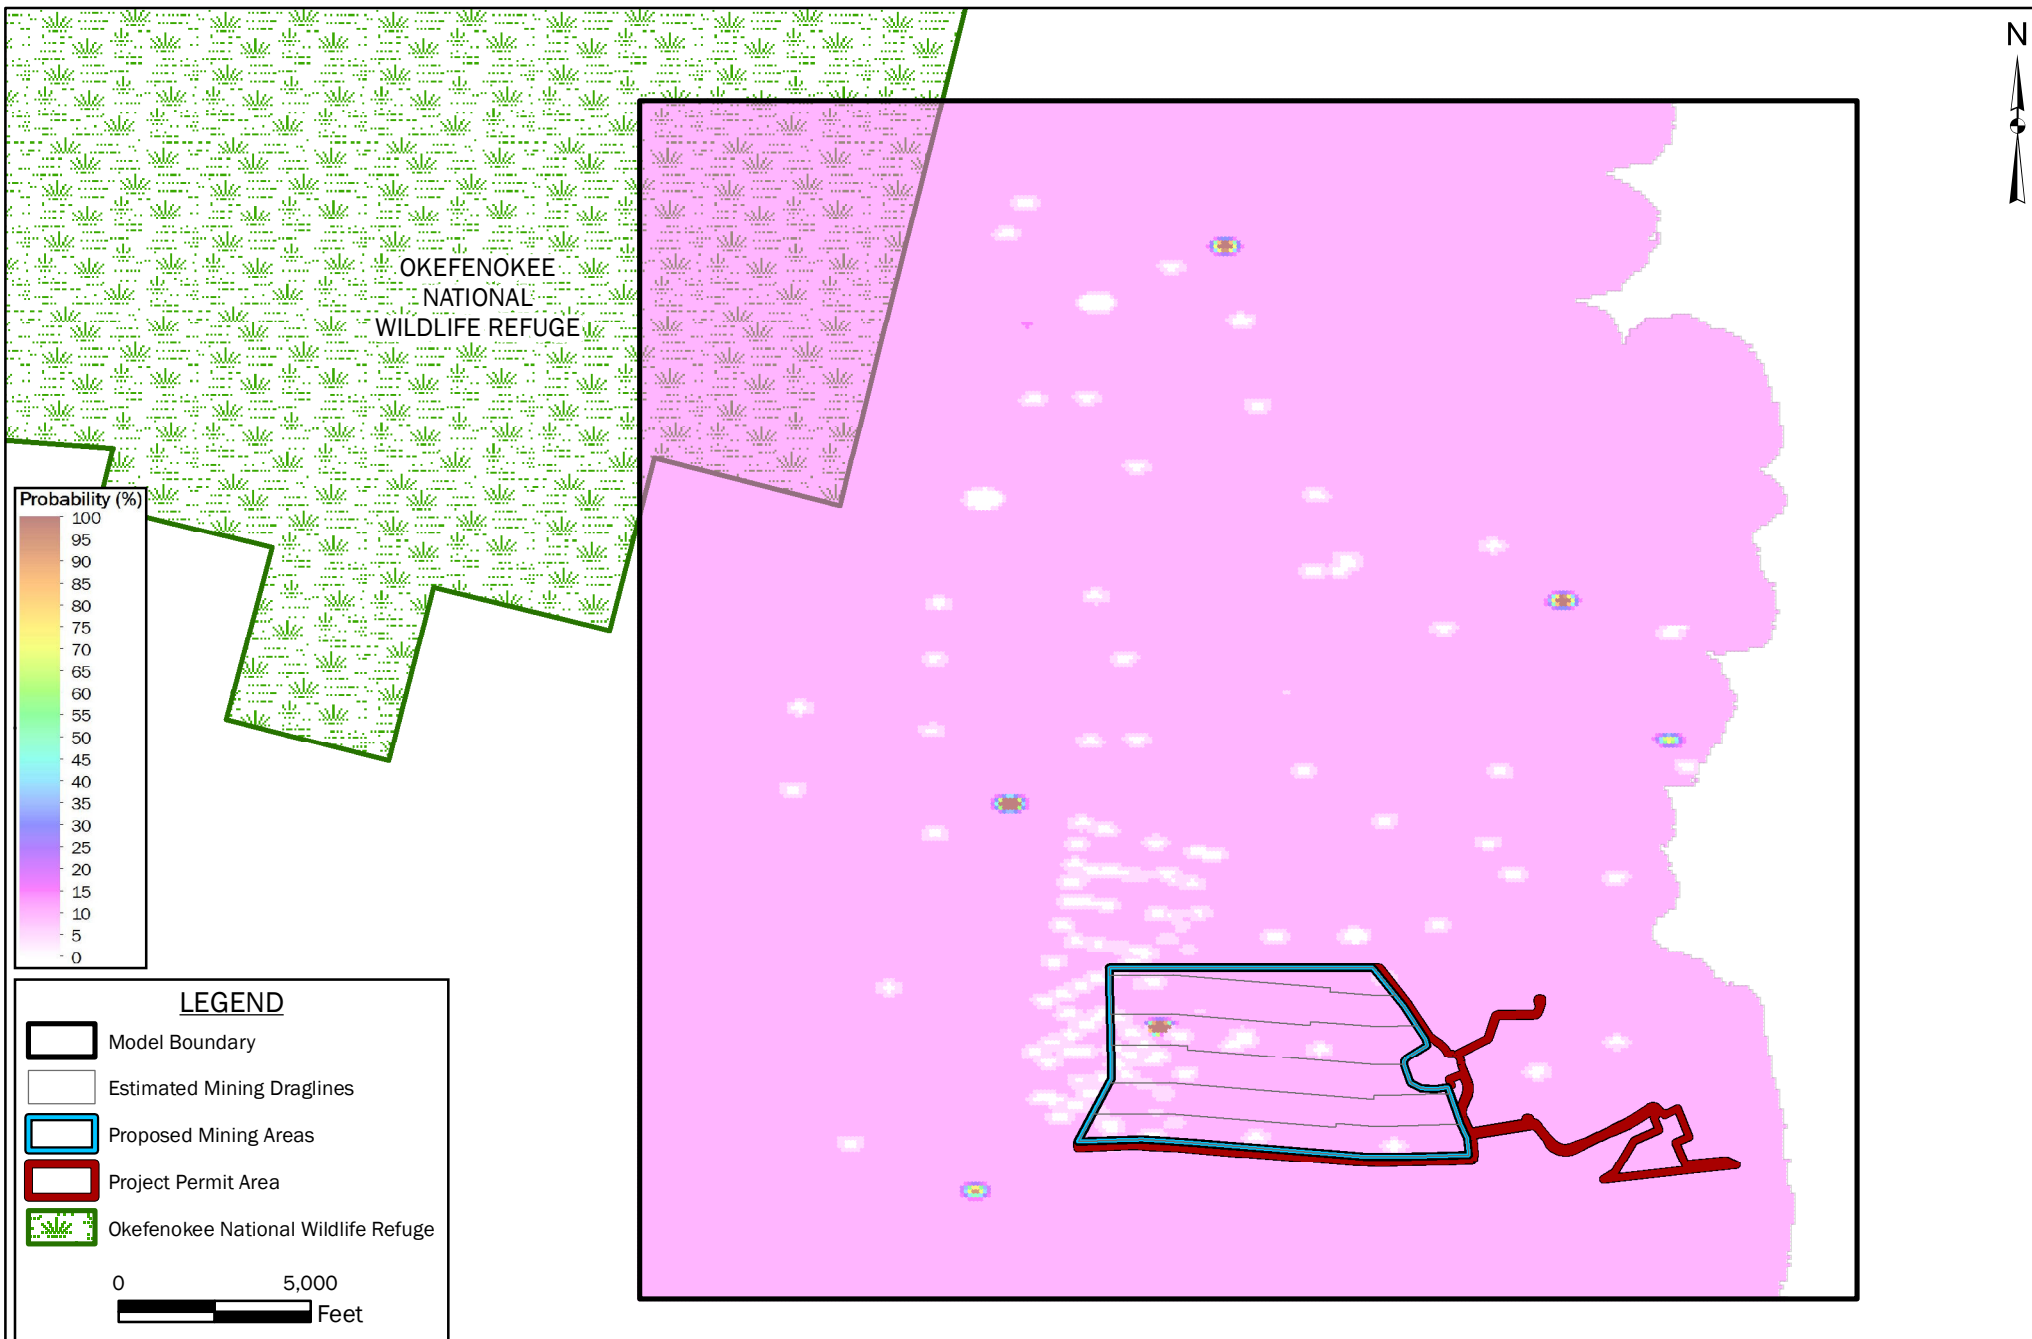 N
OKEFENOKEE
NATIONAL
WILDLIFE REFUGE
Probability (%)
100
95
90
85
80
75
70
65
60
55
50
45
40
35
30
25
20
15
10
5
0
LEGEND
Model Boundary
Estimated Mining Draglines
Proposed Mining Areas
Project Permit Area
Okefenokee National Wildlife Refuge
0 5,000
Feet